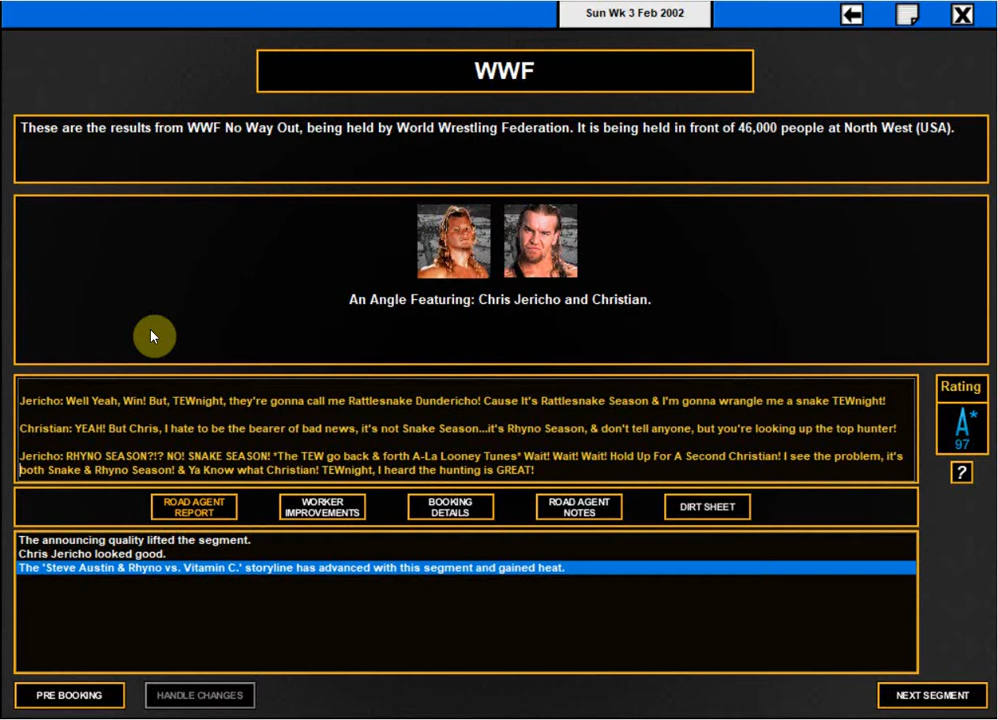 Sun Wk 3 Feb 2002
WWF
These are the results from WWF No Way Out, being held by World Wrestling Federation. It is being held in front of 46,000 people at North West (USA).
An Angle Featuring: Chris Jericho and Christian.
Jericho: Well Yeah, Win! But, TEWnight, they're gonna call me Rattlesnake Dundericho! Cause It's Rattlesnake Season & I'm gonna wrangle me a snake TEWnight!
Christian: YEAH! But Chris, I hate to be the bearer of bad news, it's not Snake Season...it's Rhyno Season, & don't tell anyone, but you're looking up the top hunter!
Jericho: RHYNO SEASON?!? NO! SNAKE SEASON! *The TEW go back & forth A-La Looney Tunes* Wait! Wait! Wait! Hold Up For A Second Christian! I see the problem, it's
both Snake & Rhyno Season! & Ya Know what Christian! TEWnight, I heard the hunting is GREAT!
Rating
A*
97
?
ROAD AGENT
REPORT
WORKER
IMPROVEMENTS
BOOKING
DETAILS
ROAD AGENT
NOTES
DIRT SHEET
The announcing quality lifted the segment.
Chris Jericho looked good.
The 'Steve Austin & Rhyno vs. Vitamin C.' storyline has advanced with this segment and gained heat.
PRE BOOKING
HANDLE CHANGES
NEXT SEGMENT